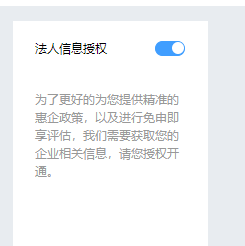 法人信息授权
为了更好的为您提供精准的
惠企政策，以及进行免申即
享评估，我们需要获取您的
企业相关信息，请您授权开
通。